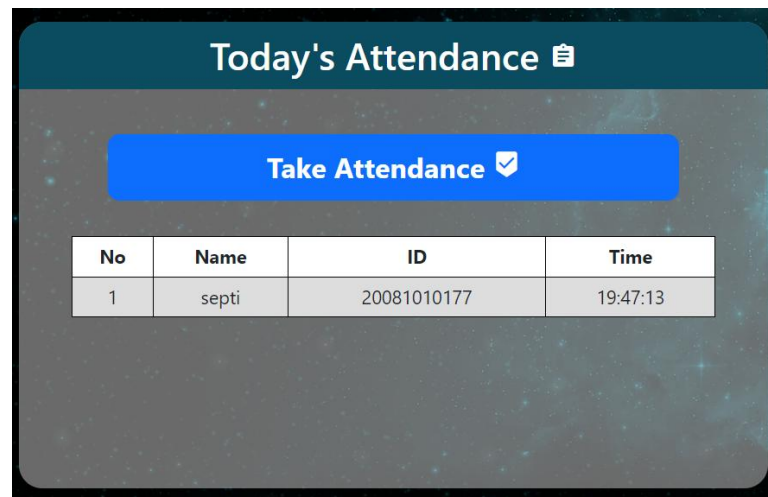 Today's Attendance
Take Attendance
No Name ID Time
1 septi 20081010177 19:47:13